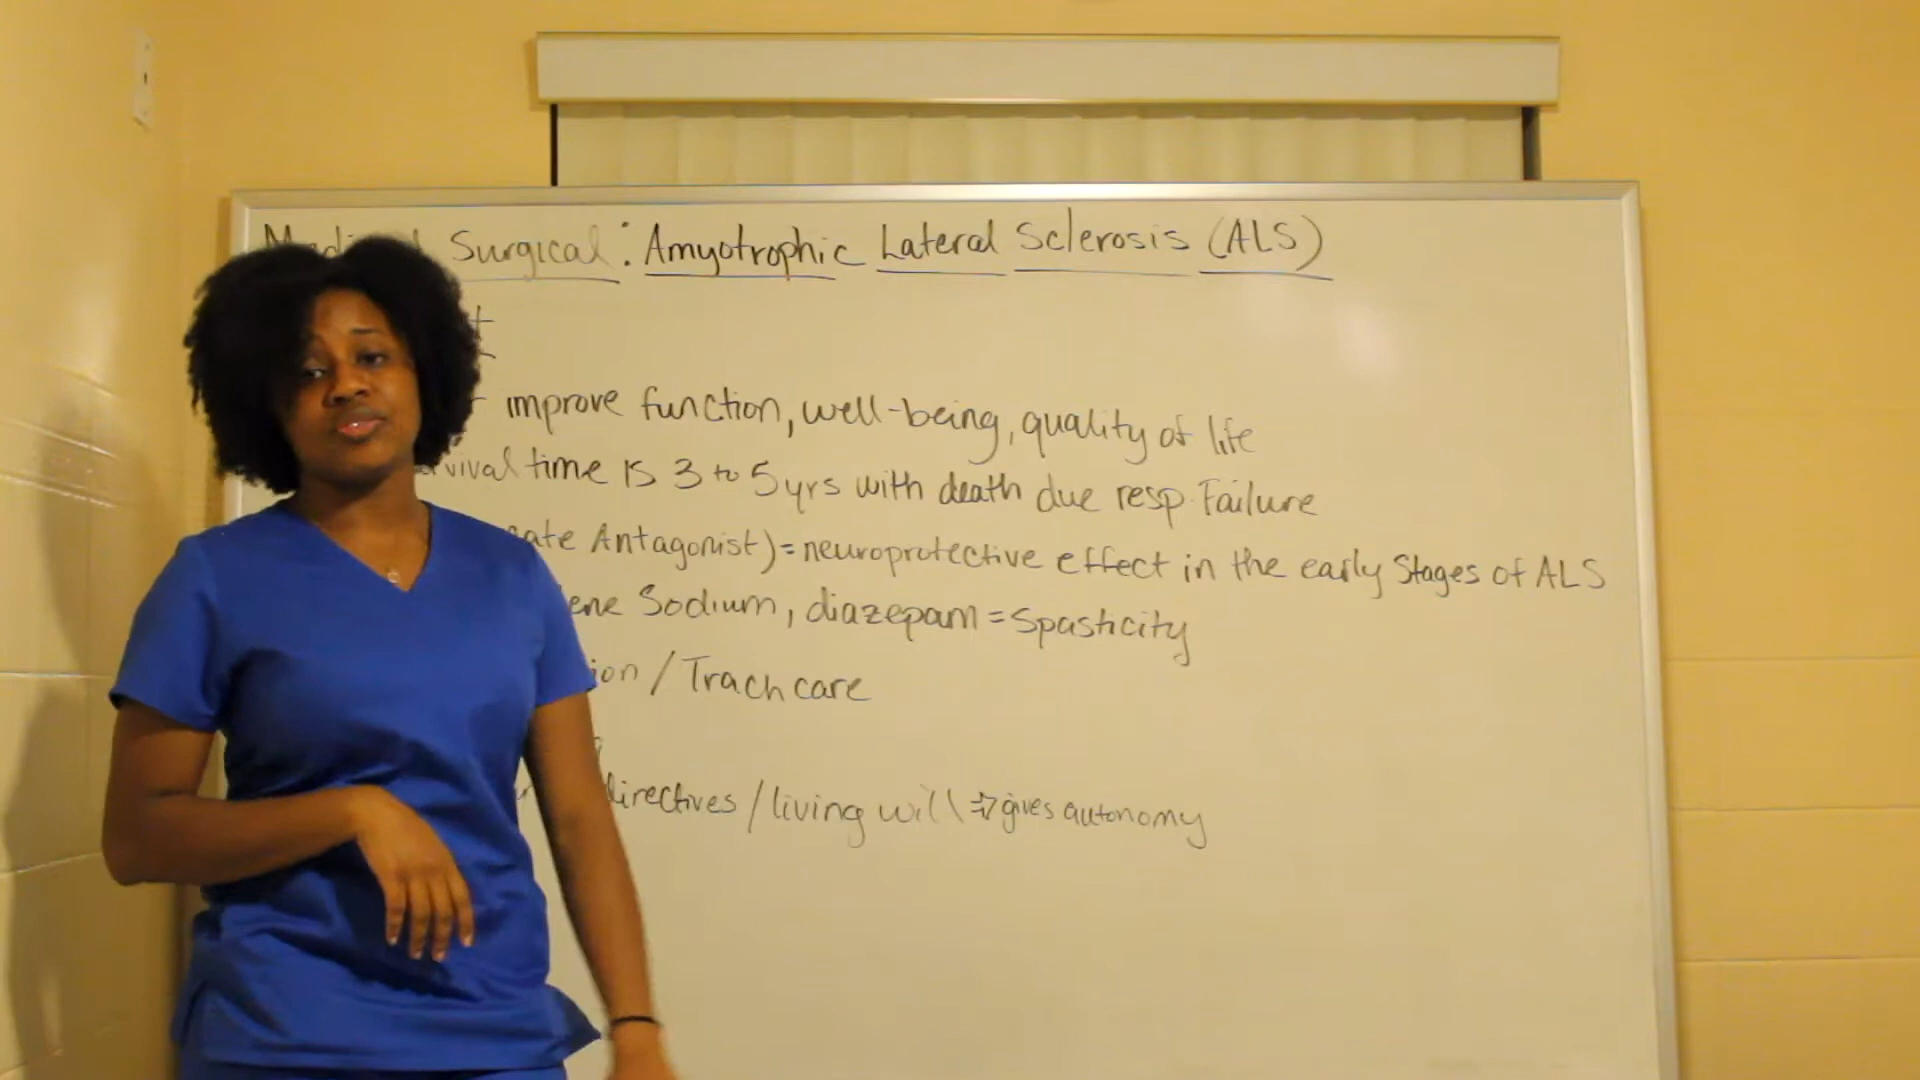 Surgical: Amyotrophic Lateral Sclerosis (ALS)
improve function, well-being, quality of life
time is 3 to 5 yrs with death due resp. Failure
Antagonist) = neuroprotective effect in the early Stages of ALS
Sodium, diazepam = Spasticity
/ Trach care
directives / living will => gives autonomy